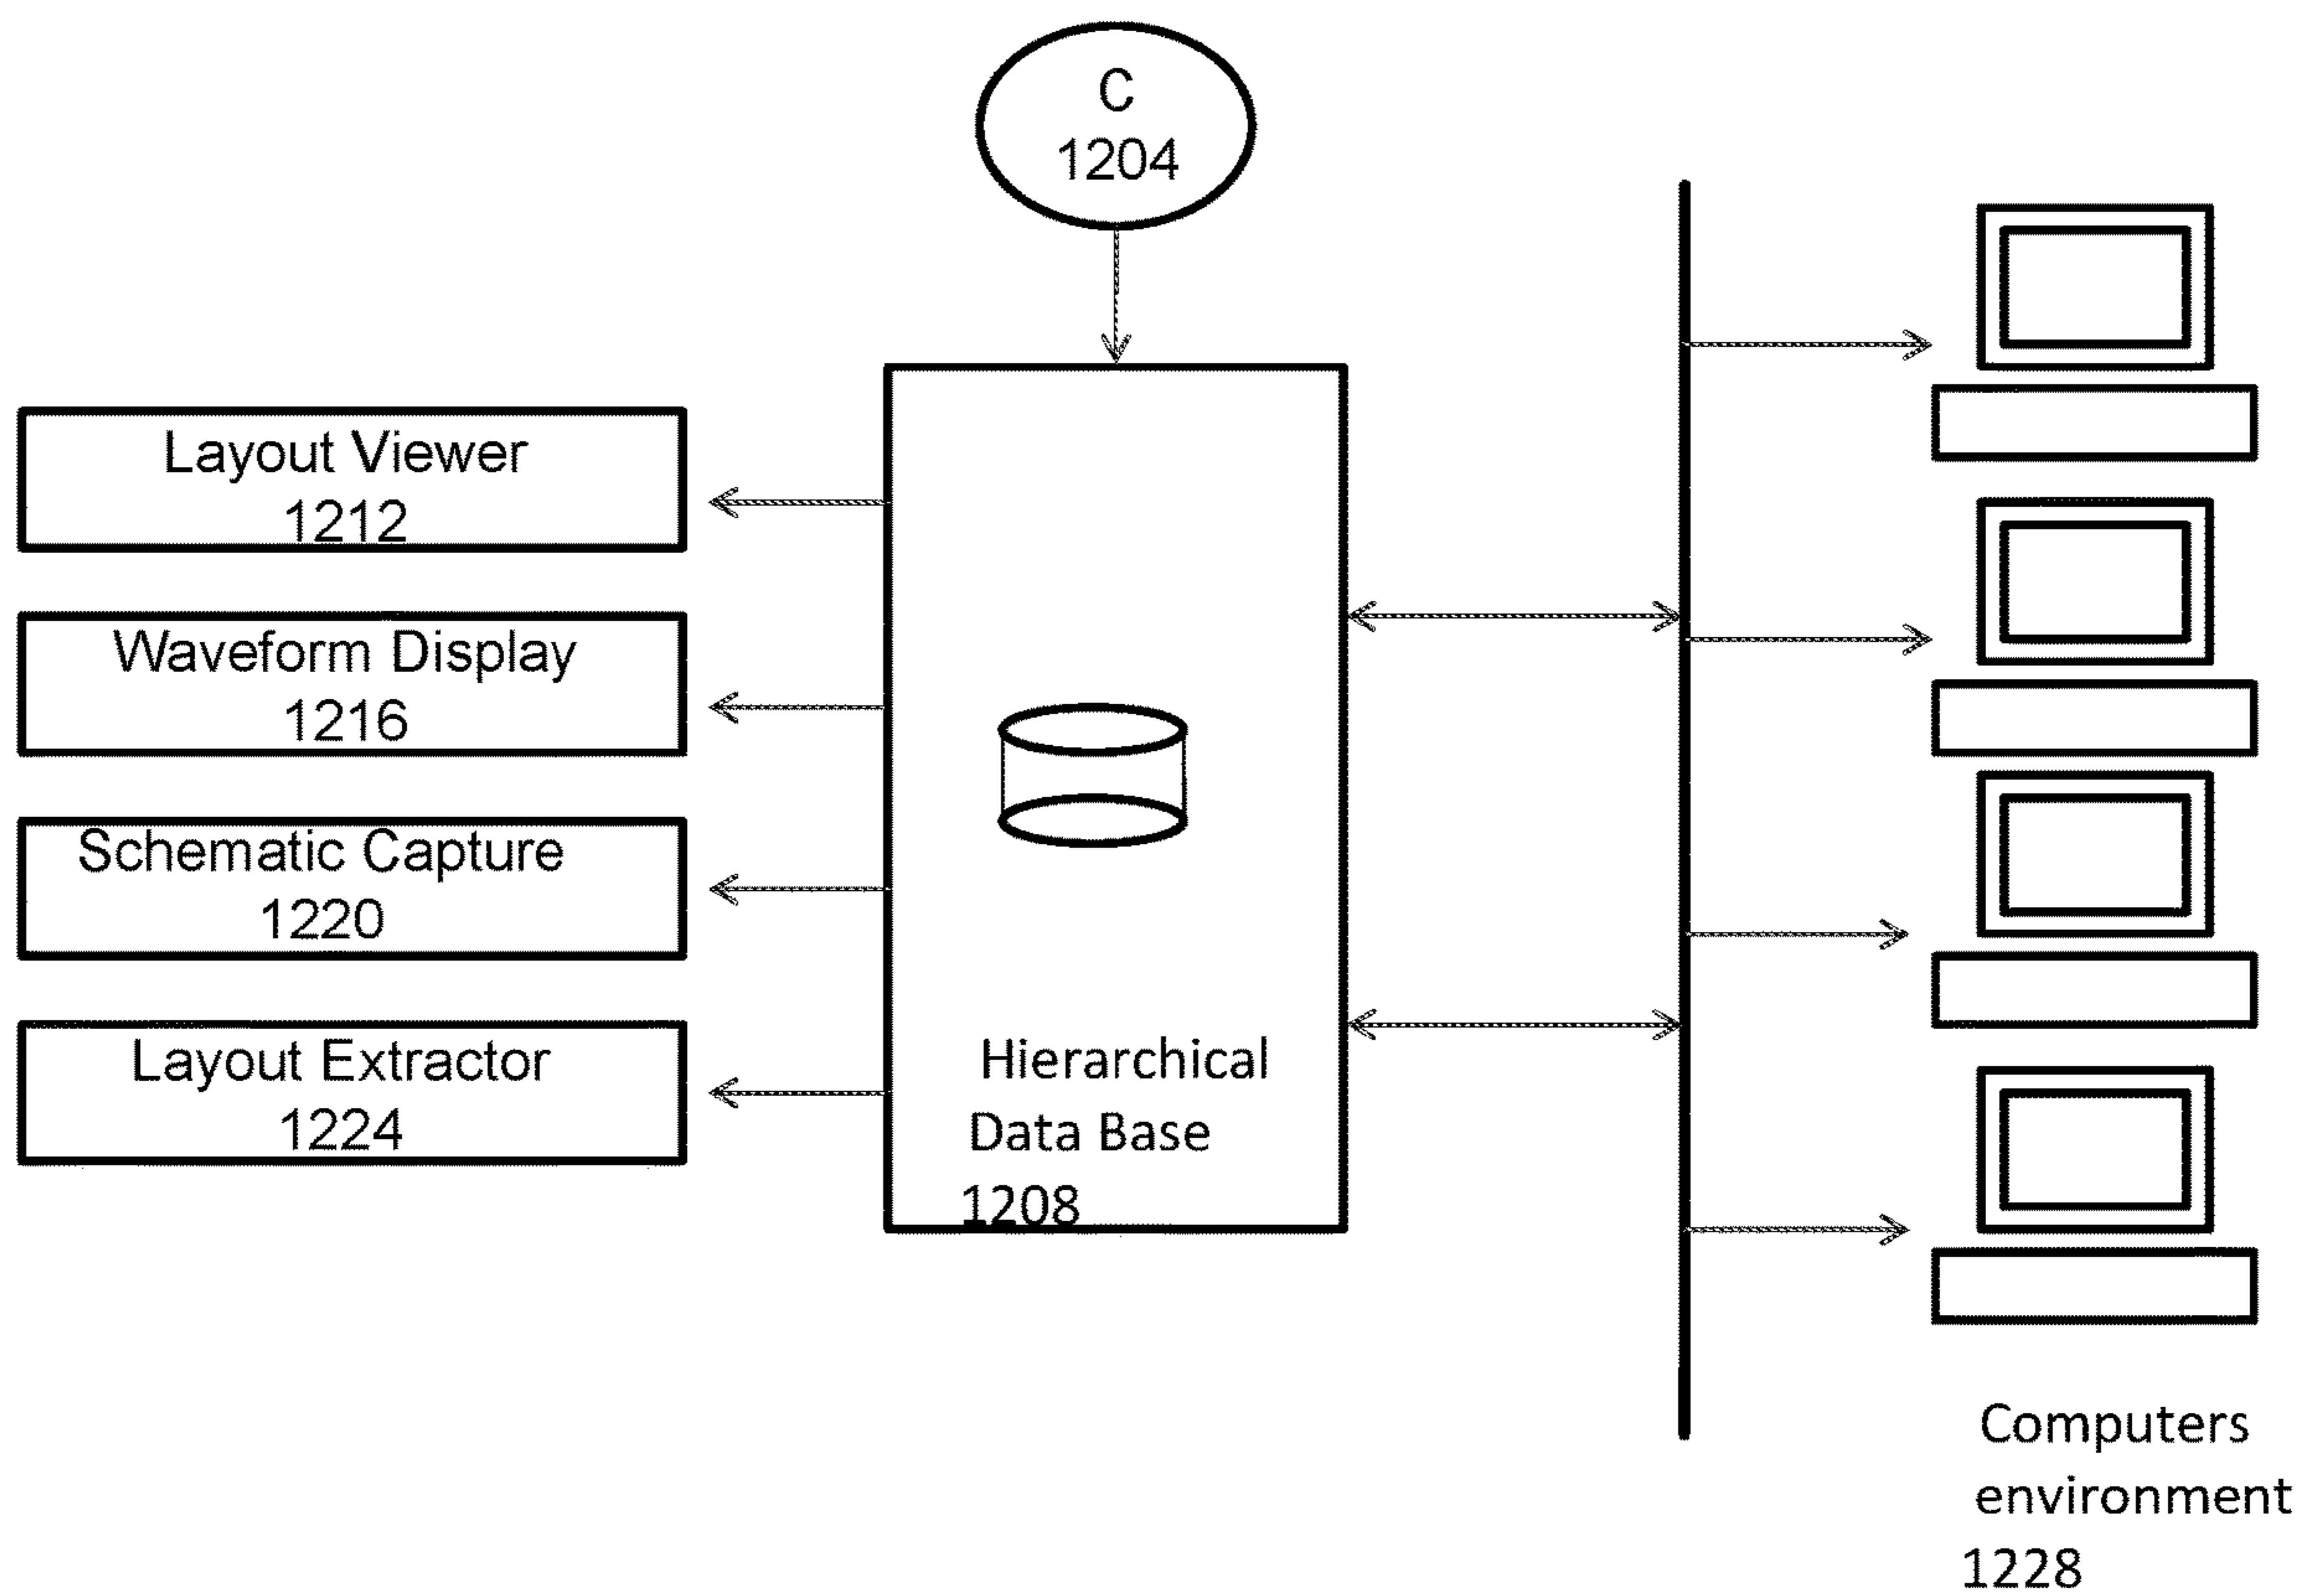 C
1204
Layout Viewer
1212
Waveform Display
1216
Schematic Capture
1220
Layout Extractor
1224
Hierarchical
Data Base
1208
Computers
environment
1228